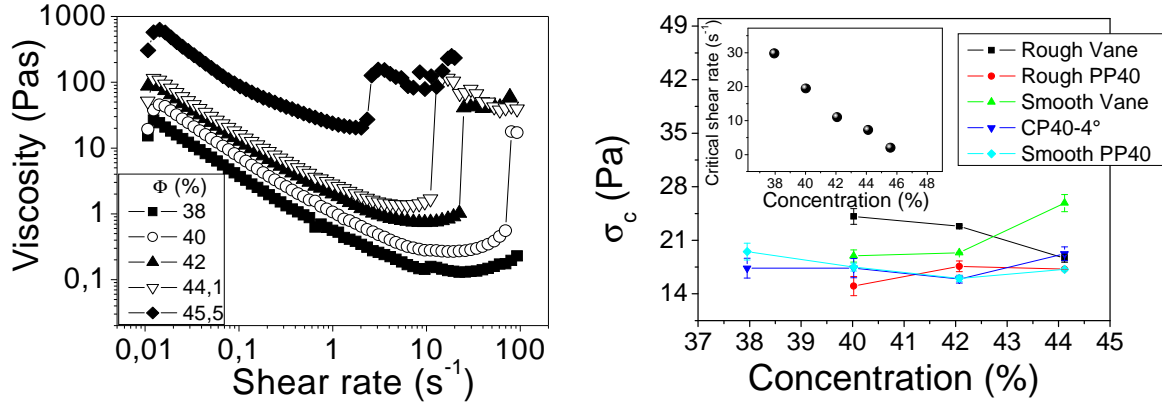 1000
100
10
1
0,1
Viscosity (Pas)
Φ (%)
38
40
42
44,1
45,5
0,01 0,1 1 10 100
Shear rate (s⁻¹)
49
42
35
28
21
14
σc (Pa)
Critical shear rate (s⁻¹)
30
20
10
0
38 40 42 44 46 48
Concentration (%)
Rough Vane
Rough PP40
Smooth Vane
CP40-4°
Smooth PP40
37 38 39 40 41 42 43 44 45
Concentration (%)